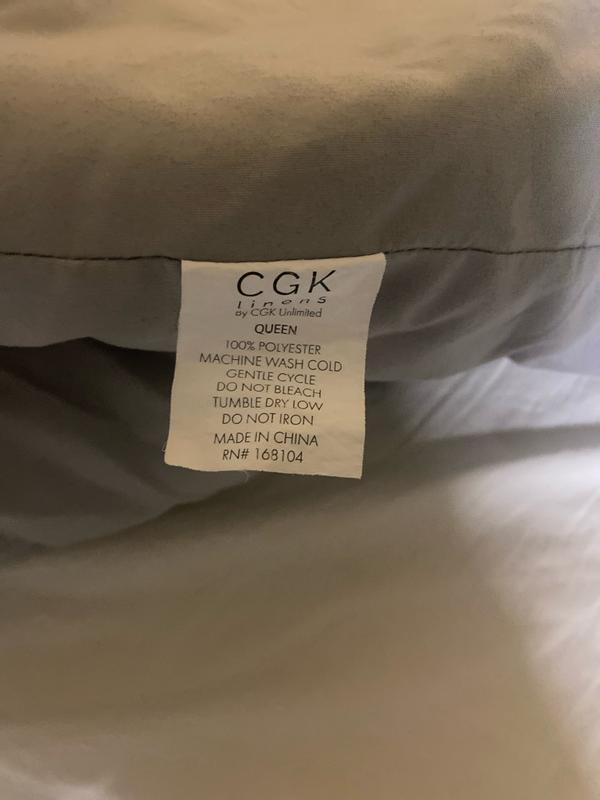 CGK
linens
by CGK Unlimited
QUEEN
100% POLYESTER
MACHINE WASH COLD
GENTLE CYCLE
DO NOT BLEACH
TUMBLE DRY LOW
DO NOT IRON
MADE IN CHINA
RN# 168104